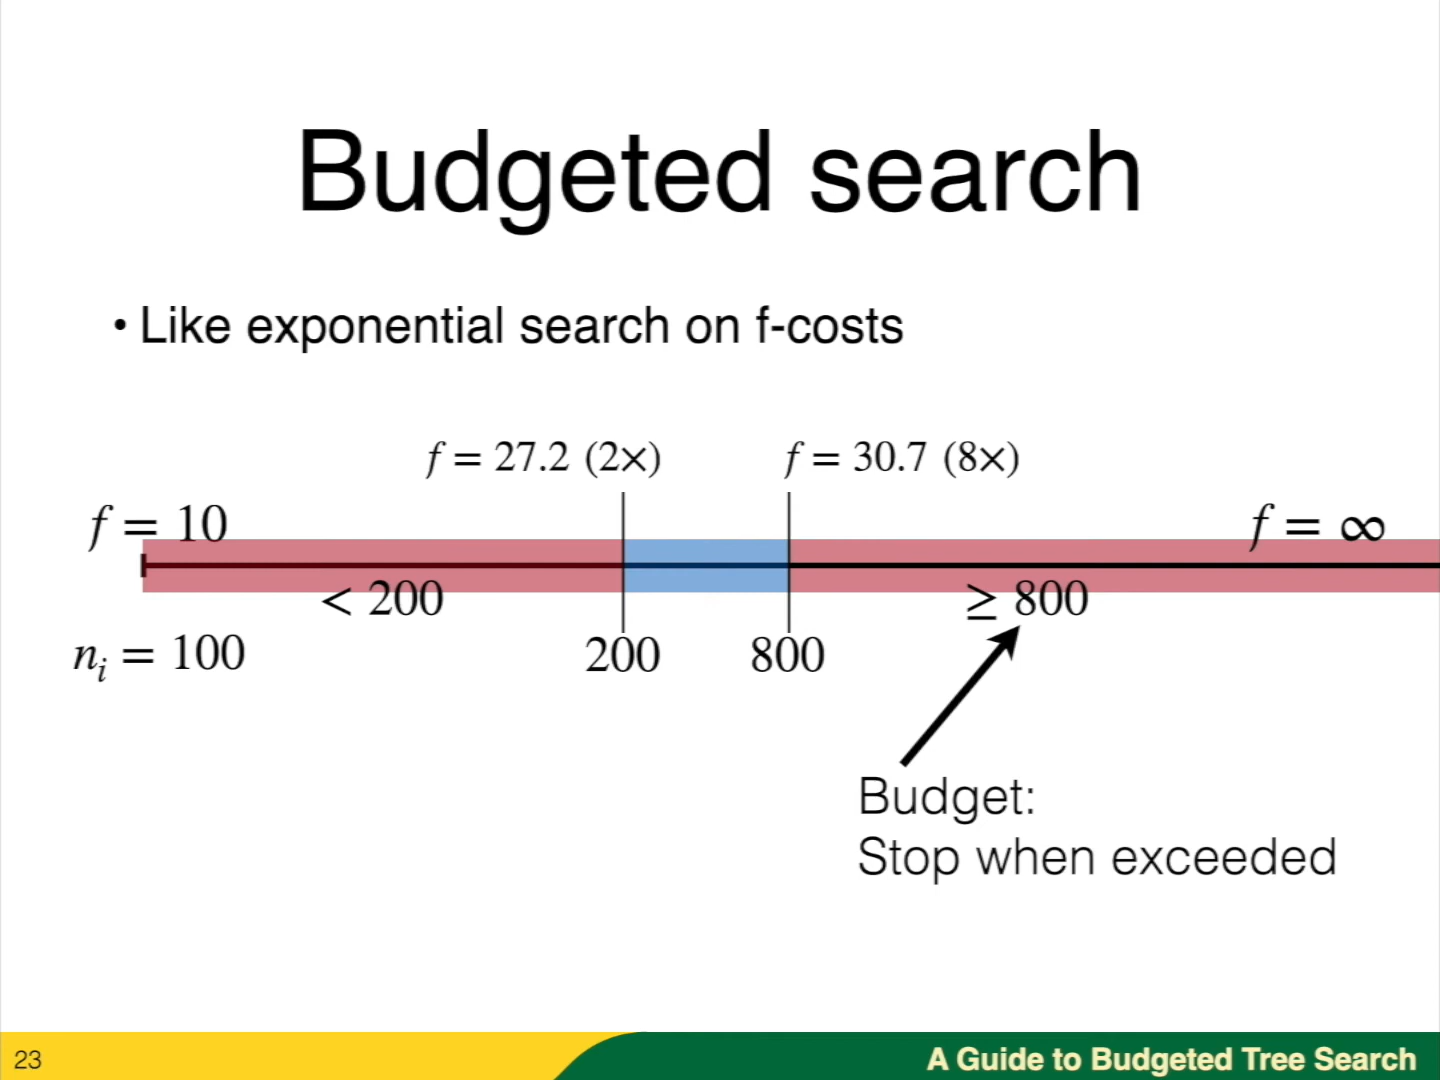 Budgeted search
• Like exponential search on f-costs
f = 27.2 (2×)
f = 30.7 (8×)
f = 10
f = ∞
< 200
≥ 800
n_i = 100
200
800
Budget:
Stop when exceeded
23
A Guide to Budgeted Tree Search